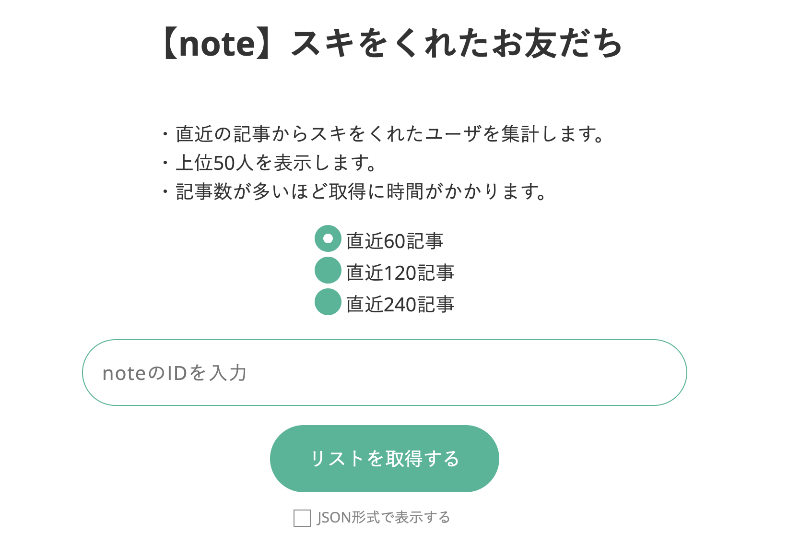 【note】スキをくれたお友だち
・直近の記事からスキをくれたユーザを集計します。
・上位50人を表示します。
・記事数が多いほど取得に時間がかかります。
直近60記事
直近120記事
直近240記事
noteのIDを入力
リストを取得する
JSON形式で表示する